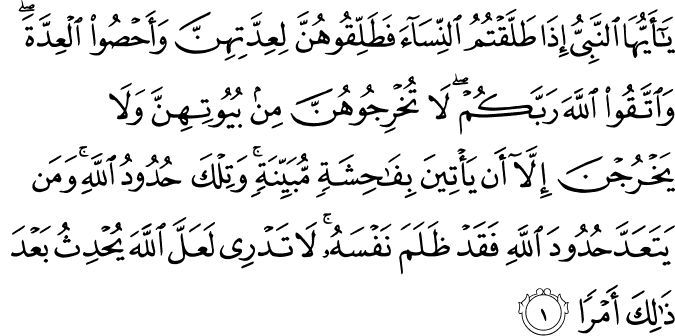 يَٰٓأَيُّهَا ٱلنَّبِىُّ إِذَا طَلَّقْتُمُ ٱلنِّسَآءَ فَطَلِّقُوهُنَّ لِعِدَّتِهِنَّ وَأَحْصُوا۟ ٱلْعِدَّةَ ۖ
وَٱتَّقُوا۟ ٱللَّهَ رَبَّكُمْ ۖ لَا تُخْرِجُوهُنَّ مِنۢ بُيُوتِهِنَّ وَلَا
يَخْرُجْنَ إِلَّآ أَن يَأْتِينَ بِفَٰحِشَةٍ مُّبَيِّنَةٍ ۚ وَتِلْكَ حُدُودُ ٱللَّهِ ۚ وَمَن
يَتَعَدَّ حُدُودَ ٱللَّهِ فَقَدْ ظَلَمَ نَفْسَهُۥ ۚ لَا تَدْرِى لَعَلَّ ٱللَّهَ يُحْدِثُ بَعْدَ
ذَٰلِكَ أَمْرًا ١